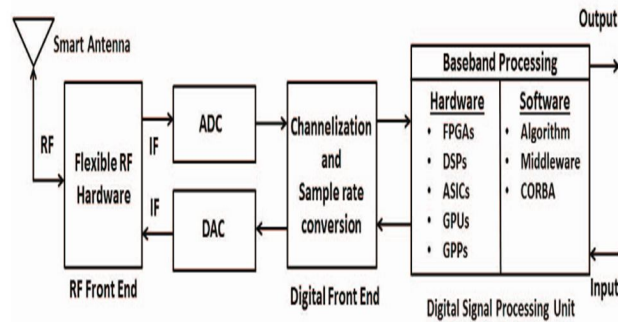 Output
Smart Antenna
Baseband Processing
Hardware
Software
RF
IF
ADC
Channelization
and
Sample rate
conversion
Flexible RF
Hardware
IF
DAC
• FPGAs
• DSPs
• ASICs
• GPUs
• GPPs
• Algorithm
• Middleware
• CORBA
RF Front End
Digital Front End
Input
Digital Signal Processing Unit